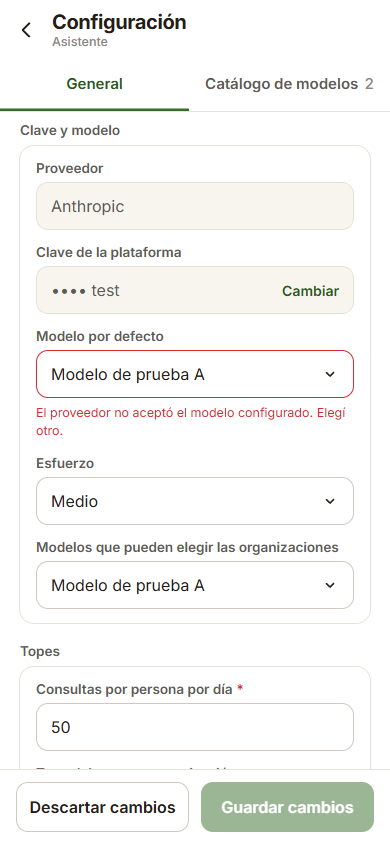 Configuración
Asistente
General
Catálogo de modelos 2
Clave y modelo
Proveedor
Anthropic
Clave de la plataforma
•••• test
Cambiar
Modelo por defecto
Modelo de prueba A
El proveedor no aceptó el modelo configurado. Elegí
otro.
Esfuerzo
Medio
Modelos que pueden elegir las organizaciones
Modelo de prueba A
Topes
Consultas por persona por día *
50
Descartar cambios
Guardar cambios